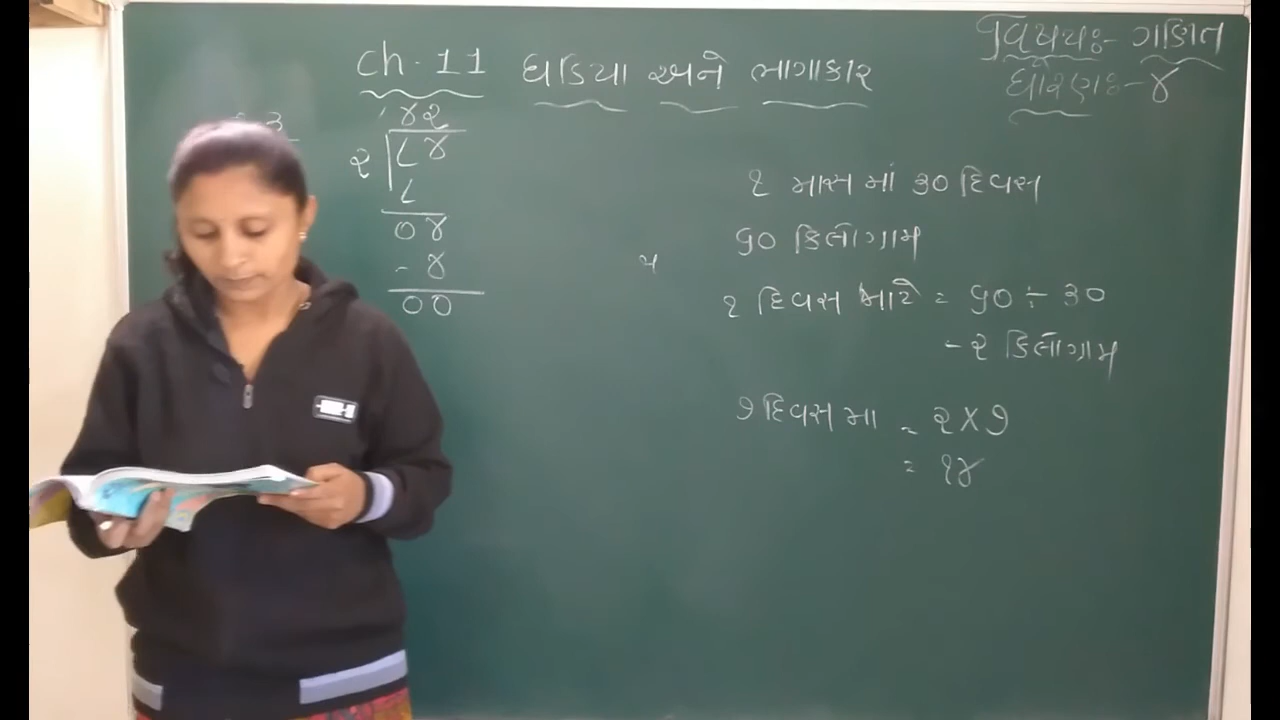 વિષયઃ- ગણિત
ધોરણઃ- ૪
ch. 11 ઘડિયા અને ભાગાકાર
૩
૪૨
૨ ૮૪
૮
૦૪
- ૪
૦૦
૧ માસ માં ૩૦ દિવસ
૬૦ કિલોગ્રામ
૧ દિવસ માટે = ૬૦ ÷ ૩૦
- ૨ કિલોગ્રામ
૭ દિવસ મા = ૨ X ૭
= ૧૪